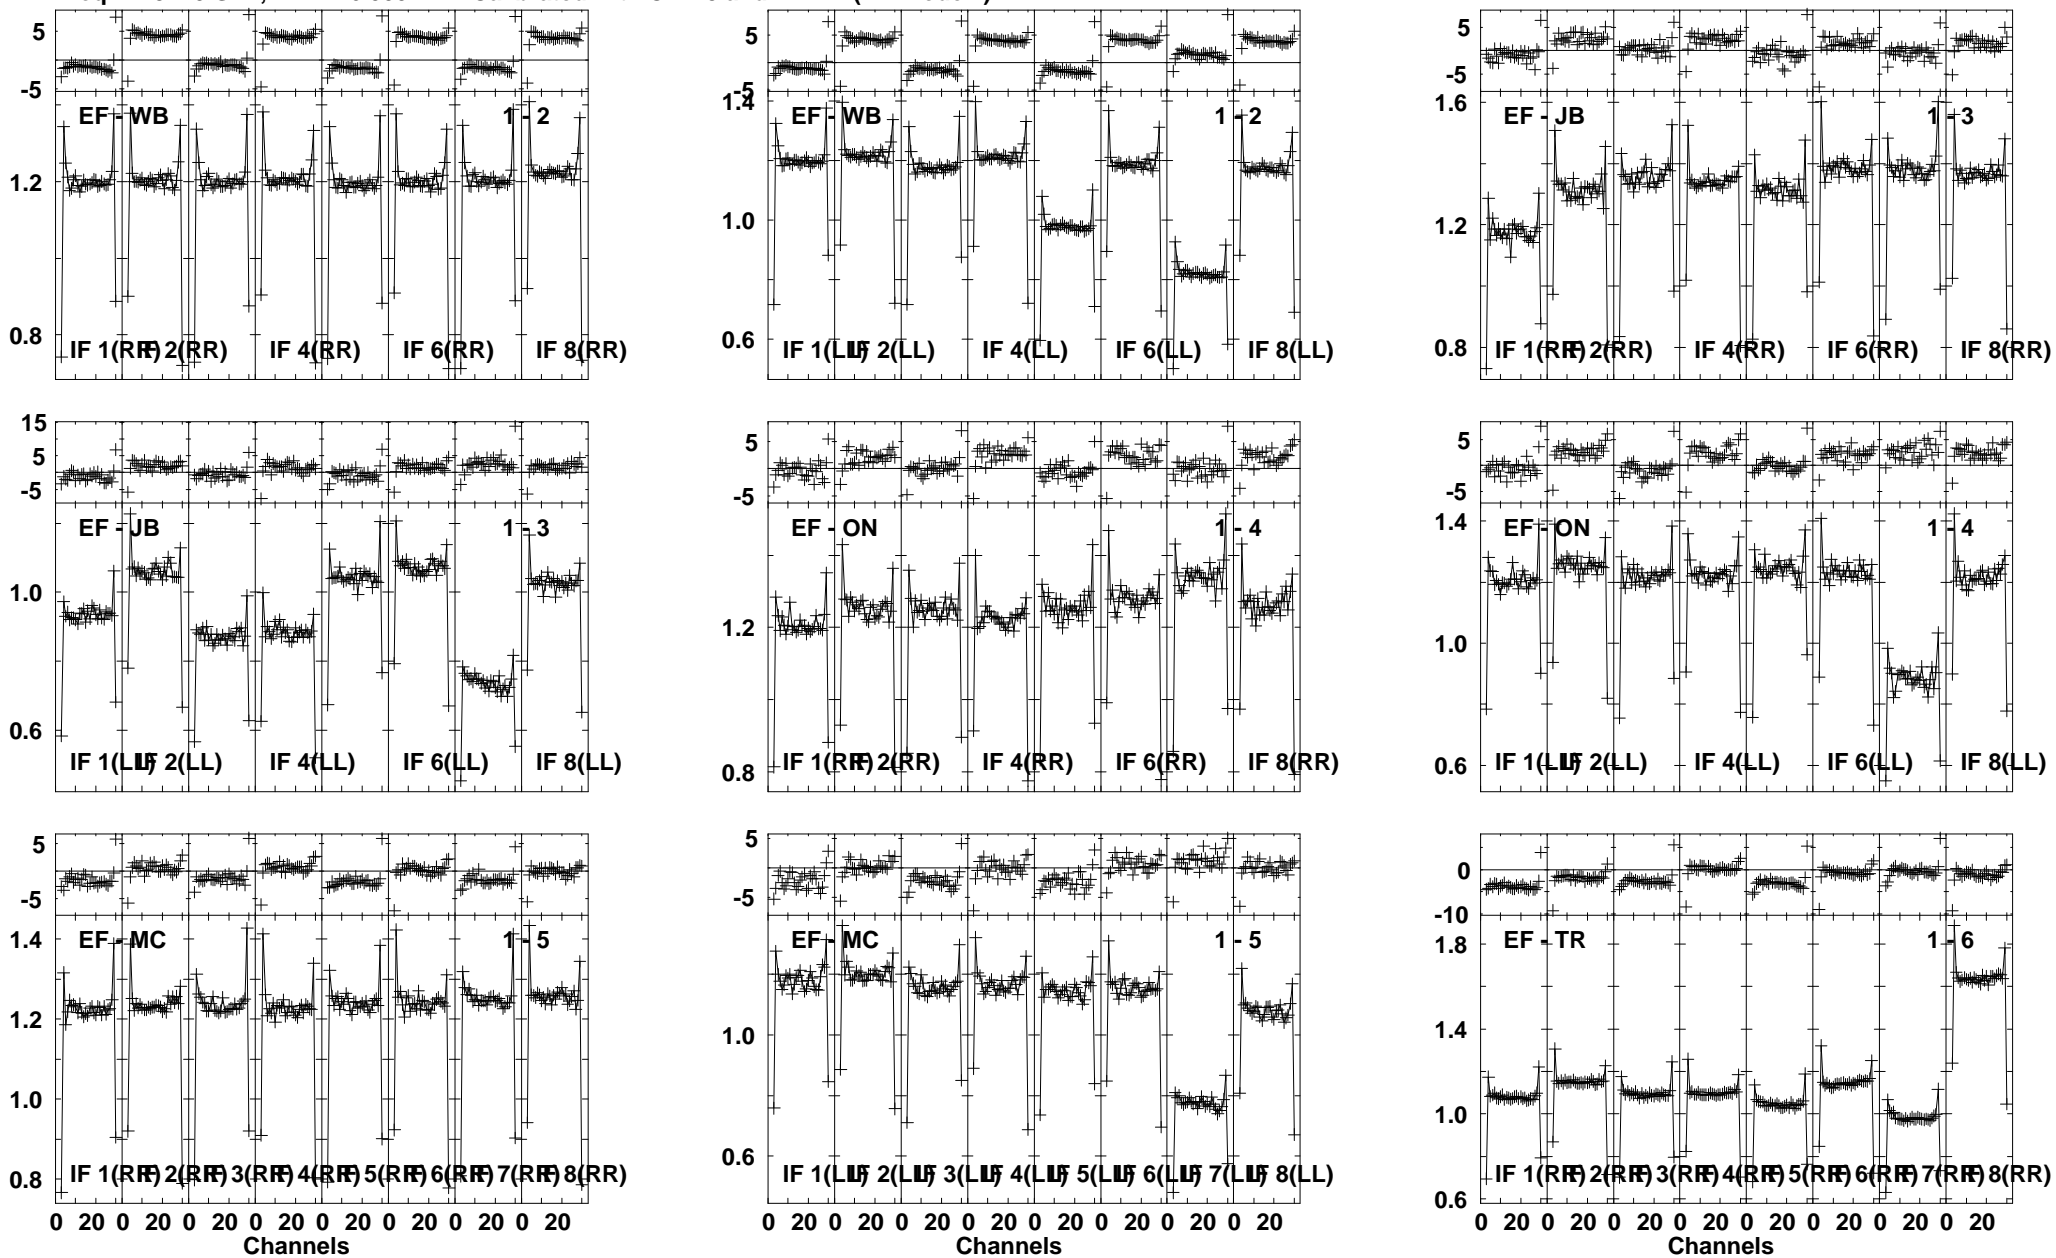 5
-5
EF - WB
1 - 2
1.2
0.8
IF 1(RR)
IF 2(RR)
IF 4(RR)
IF 6(RR)
IF 8(RR)
5
-5
1.4
EF - WB
1 - 2
1.0
0.6
IF 1(LL)
IF 2(LL)
IF 4(LL)
IF 6(LL)
IF 8(LL)
5
-5
1.6
EF - JB
1 - 3
1.2
0.8
IF 1(RR)
IF 2(RR)
IF 4(RR)
IF 6(RR)
IF 8(RR)
15
5
-5
EF - JB
1 - 3
1.0
0.6
IF 1(LL)
IF 2(LL)
IF 4(LL)
IF 6(LL)
IF 8(LL)
5
-5
EF - ON
1 - 4
1.2
0.8
IF 1(RR)
IF 2(RR)
IF 4(RR)
IF 6(RR)
IF 8(RR)
5
-5
1.4
EF - ON
1 - 4
1.0
0.6
IF 1(LL)
IF 2(LL)
IF 4(LL)
IF 6(LL)
IF 8(LL)
5
-5
1.4
EF - MC
1 - 5
1.2
1.0
0.8
IF 1(RR)
IF 2(RR)
IF 3(RR)
IF 4(RR)
IF 5(RR)
IF 6(RR)
IF 7(RR)
IF 8(RR)
0 20 0 20 0 20 0 20 0 20 0 20 0 20 0 20
Channels
5
-5
EF - MC
1 - 5
1.0
0.6
IF 1(LL)
IF 2(LL)
IF 3(LL)
IF 4(LL)
IF 5(LL)
IF 6(LL)
IF 7(LL)
IF 8(LL)
0 20 0 20 0 20 0 20 0 20 0 20 0 20 0 20
Channels
0
-10
1.8
EF - TR
1 - 6
1.4
1.0
0.6
IF 1(RR)
IF 2(RR)
IF 3(RR)
IF 4(RR)
IF 5(RR)
IF 6(RR)
IF 7(RR)
IF 8(RR)
0 20 0 20 0 20 0 20 0 20 0 20 0 20 0 20
Channels